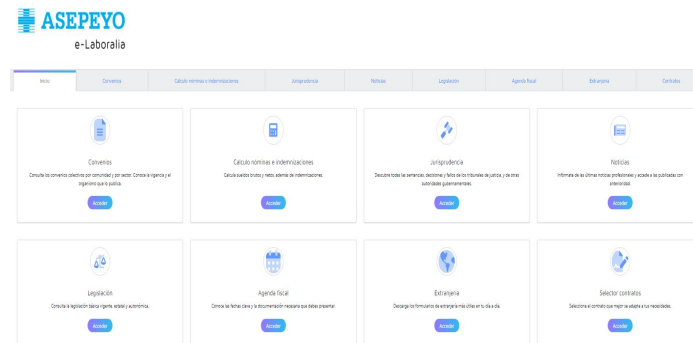 ASEPEYO
e-Laboralia
Inicio
Convenios
Cálculo nóminas e indemnizaciones
Jurisprudencia
Noticias
Legislación
Agenda fiscal
Extranjería
Contratos
Convenios
Consulta los convenios colectivos por comunidad y por sector. Conoce la vigencia y el
organismo que lo publica.
Acceder
Cálculo nóminas e indemnizaciones
Calcula sueldos brutos y netos, además de indemnizaciones.
Acceder
Jurisprudencia
Descubre todas las sentencias, decisiones y fallos de los tribunales de justicia, y de otras
autoridades gubernamentales.
Acceder
Noticias
Infórmate de las últimas noticias profesionales y accede a las publicadas con
anterioridad.
Acceder
Legislación
Consulta la legislación básica vigente, estatal y autonómica.
Acceder
Agenda fiscal
Conoce las fechas clave y la documentación necesaria que debes presentar.
Acceder
Extranjería
Descarga los formularios de extranjería más útiles en tu día a día.
Acceder
Selector contratos
Selecciona el contrato que mejor se adapta a tus necesidades.
Acceder